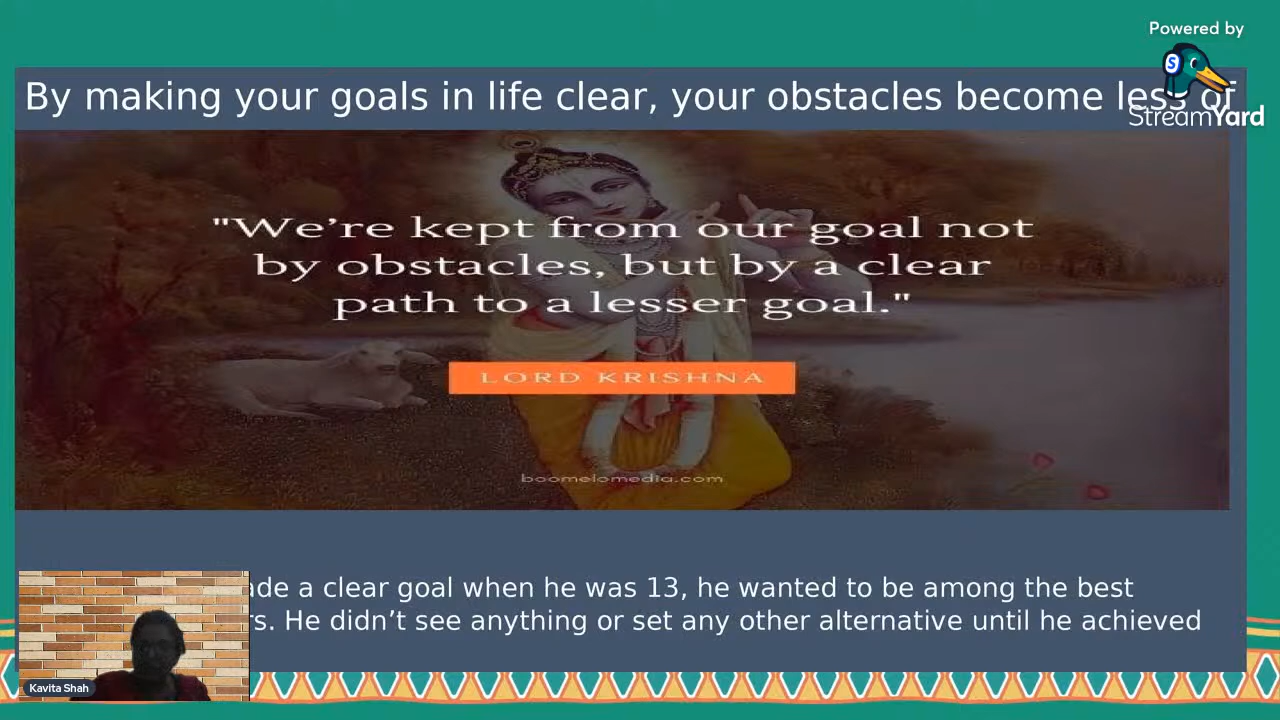 Powered by
StreamYard
By making your goals in life clear, your obstacles become less of
"We’re kept from our goal not
by obstacles, but by a clear
path to a lesser goal."
LORD KRISHNA
boomelomedia.com
a clear goal when he was 13, he wanted to be among the best
He didn’t see anything or set any other alternative until he achieved
Kavita Shah